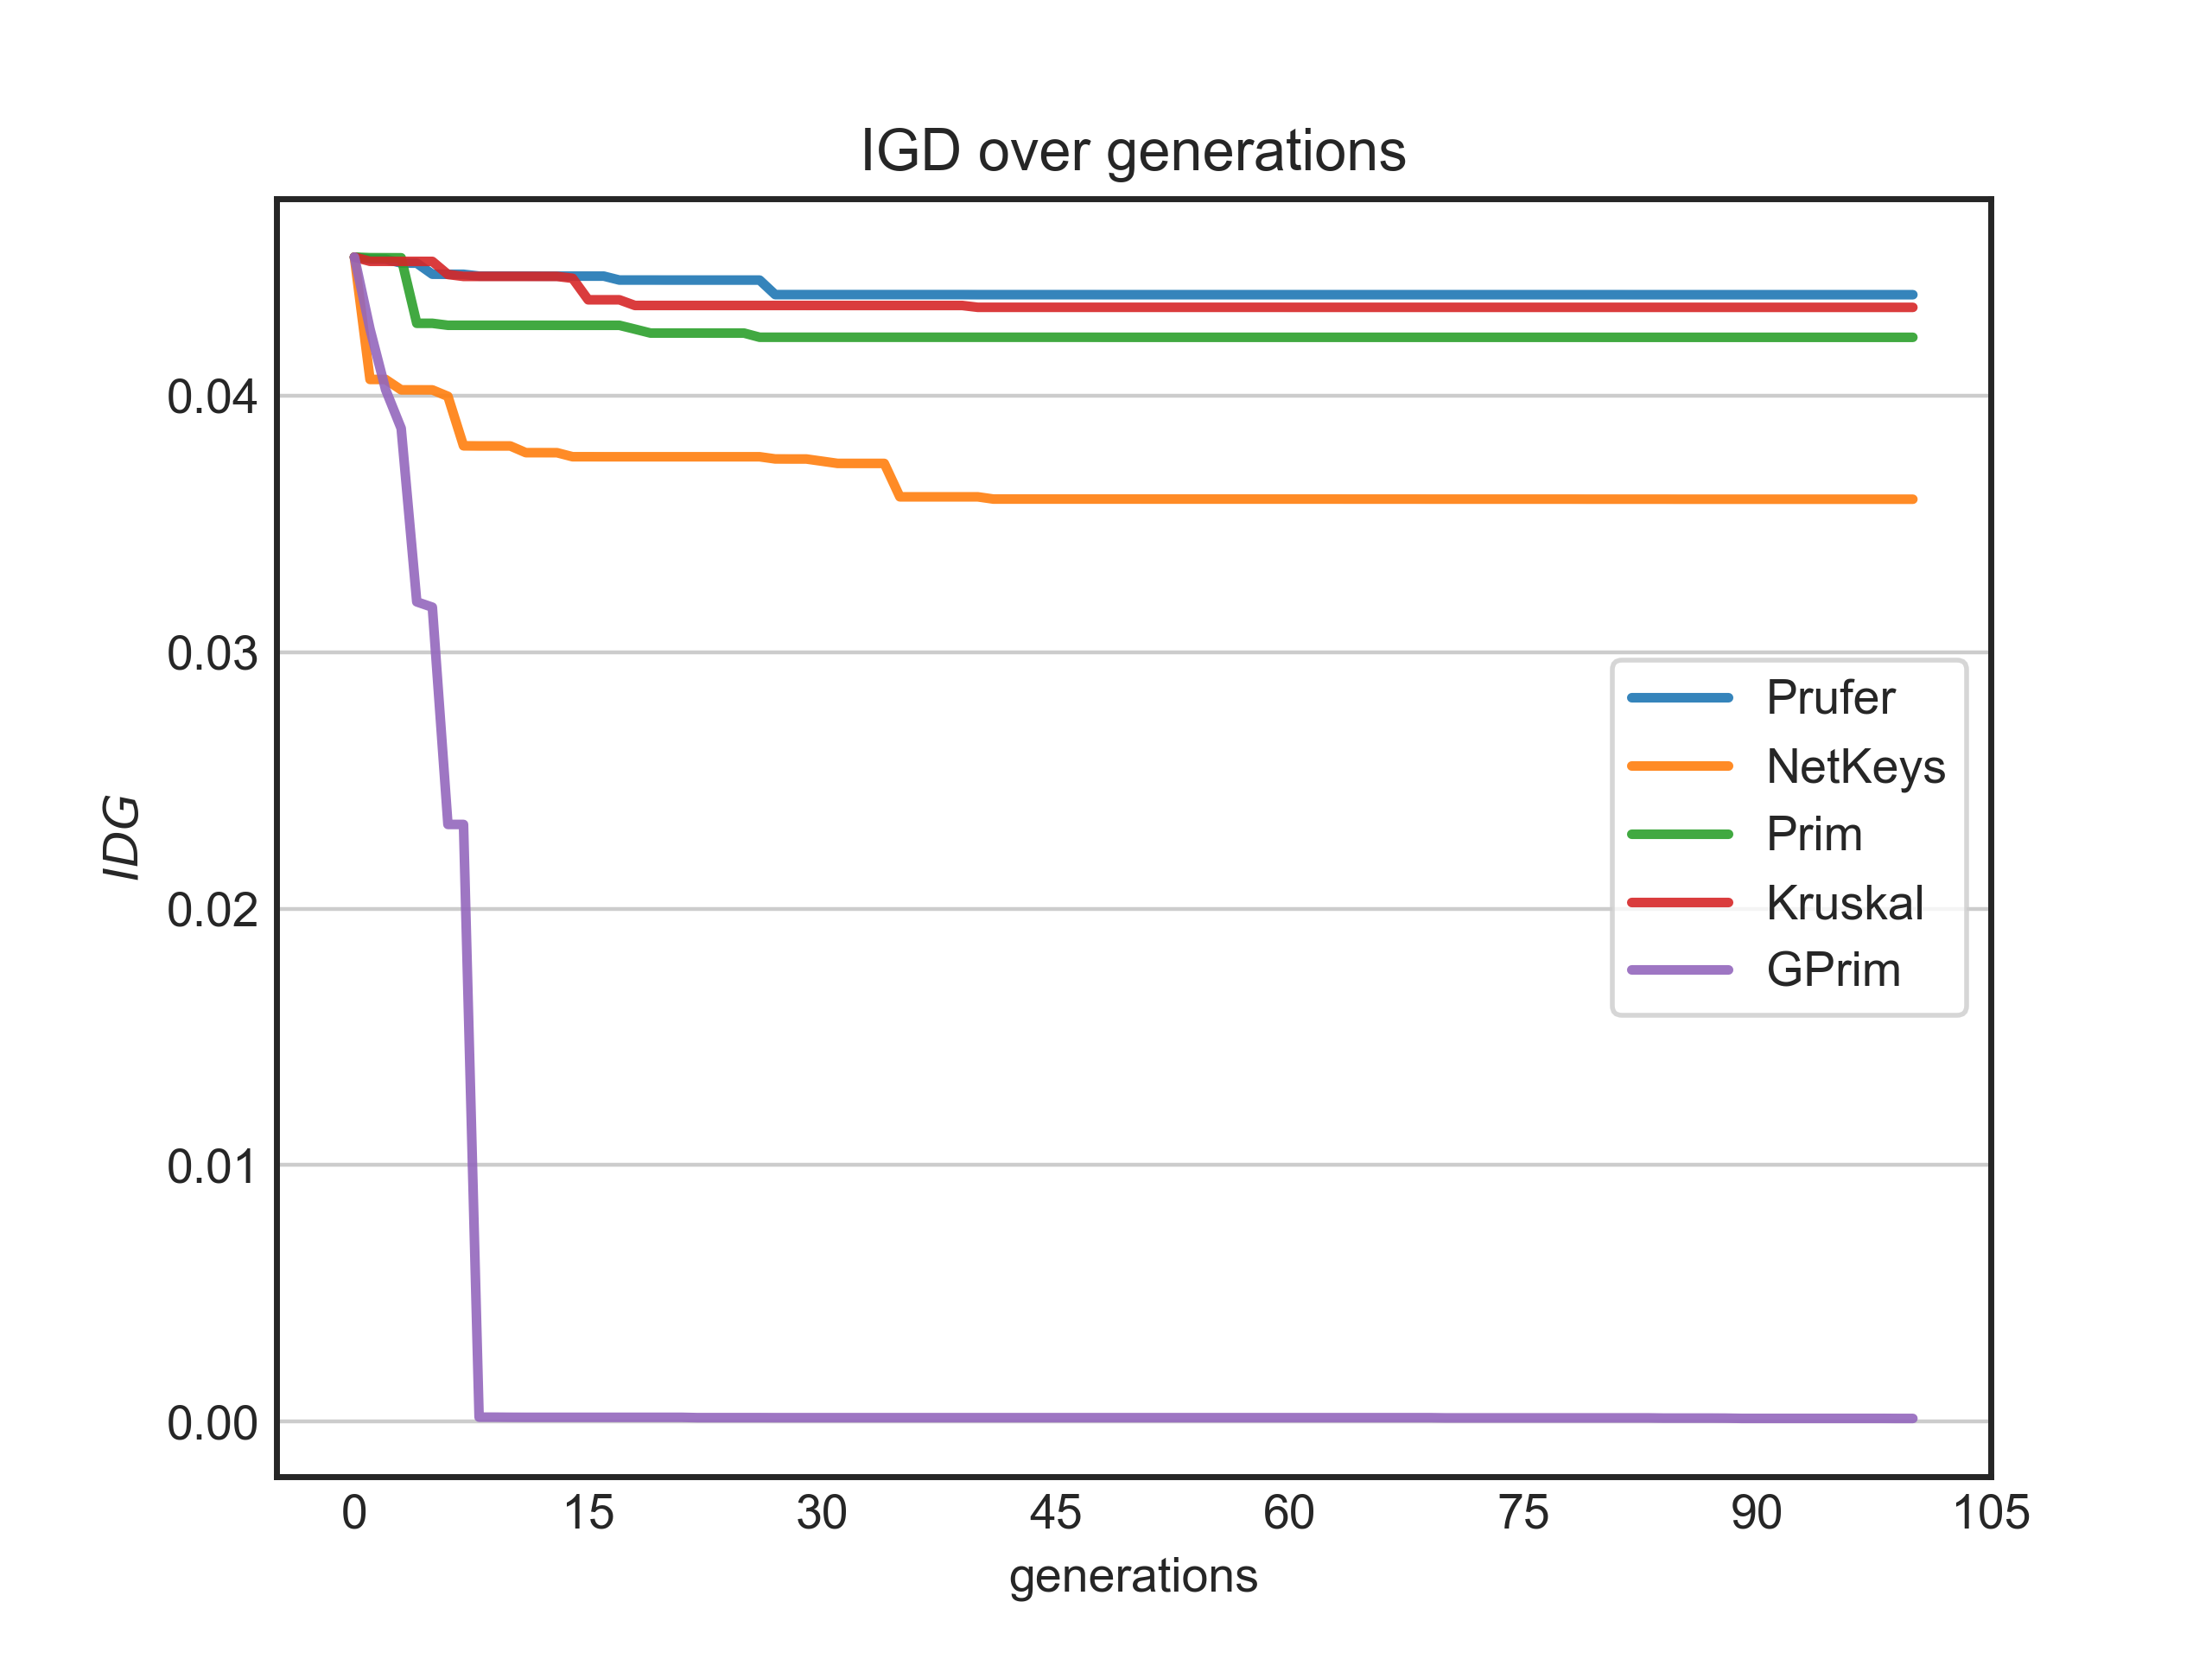 IGD over generations
IDG
0.04
0.03
0.02
0.01
0.00
0 15 30 45 60 75 90 105
generations
Prufer
NetKeys
Prim
Kruskal
GPrim